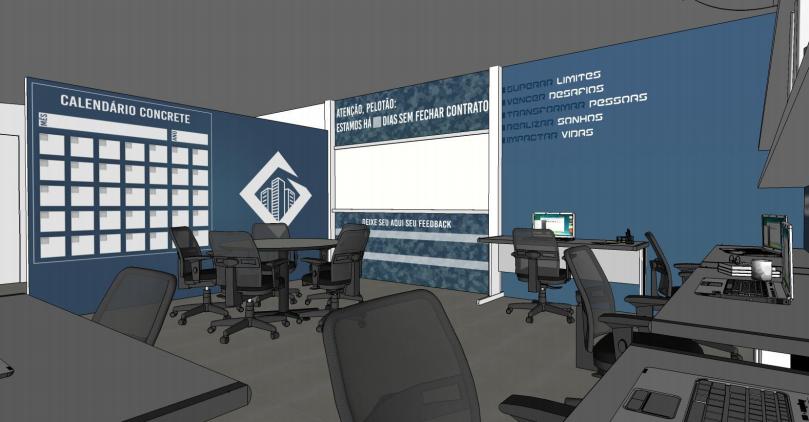 CALENDÁRIO CONCRETE
MÊS
ANO
ATENÇÃO, PELOTÃO:
ESTAMOS HÁ DIAS SEM FECHAR CONTRATO
DEIXE SEU AQUI SEU FEEDBACK
SUPERAR LIMITES
VENCER DESAFIOS
TRANSFORMAR PESSOAS
REALIZAR SONHOS
IMPACTAR VIDAS